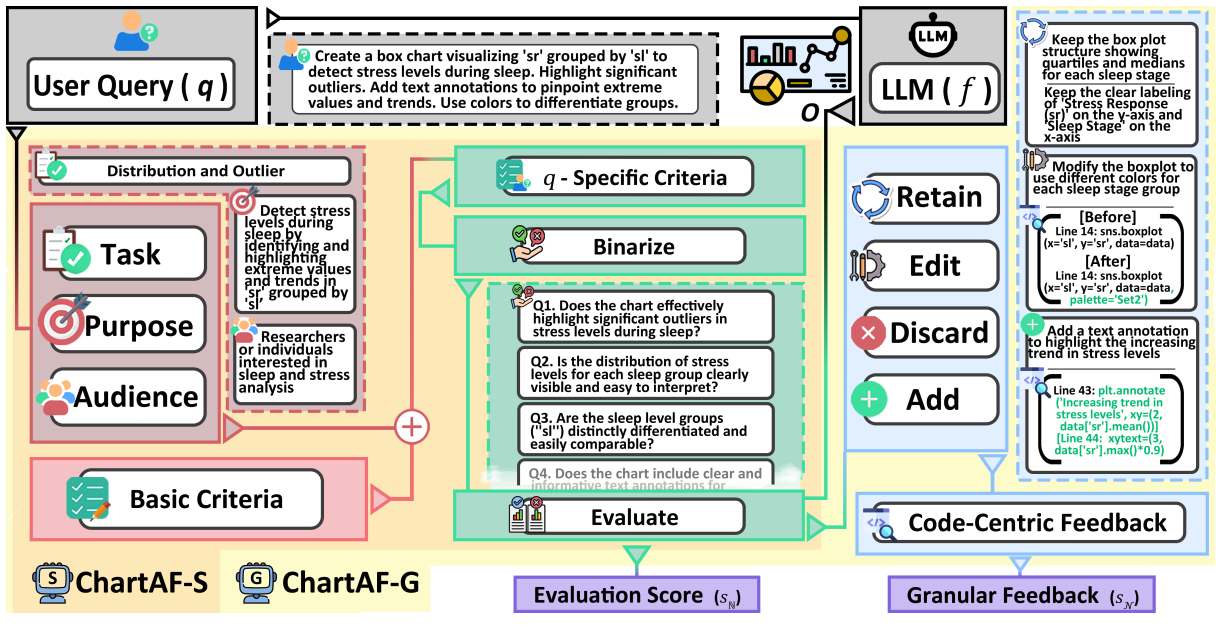 User Query ( q )
Create a box chart visualizing 'sr' grouped by 'sl' to
detect stress levels during sleep. Highlight significant
outliers. Add text annotations to pinpoint extreme
values and trends. Use colors to differentiate groups.
O
LLM
LLM ( f )
Distribution and Outlier
Task
Purpose
Audience
Detect stress
levels during
sleep by
identifying and
highlighting
extreme values
and trends in
'sr' grouped by
'sl'
Researchers
or individuals
interested in
sleep and stress
analysis
Basic Criteria
q - Specific Criteria
Binarize
Q1. Does the chart effectively
highlight significant outliers in
stress levels during sleep?
Q2. Is the distribution of stress
levels for each sleep group clearly
visible and easy to interpret?
Q3. Are the sleep level groups
("sl") distinctly differentiated and
easily comparable?
Q4. Does the chart include clear and
informative text annotations for
Evaluate
Retain
Edit
Discard
Add
Keep the box plot
structure showing
quartiles and medians
for each sleep stage
Keep the clear labeling
of 'Stress Response
(sr)' on the y-axis and
'Sleep Stage' on the
x-axis
Modify the boxplot to
use different colors for
each sleep stage group
[Before]
Line 14: sns.boxplot
(x='sl', y='sr', data=data)
[After]
Line 14: sns.boxplot
(x='sl', y='sr', data=data,
palette='Set2')
Add a text annotation
to highlight the increasing
trend in stress levels
Line 43: plt.annotate
('Increasing trend in
stress levels', xy=(2,
data['sr'].mean())]
[Line 44: xytext=(3,
data['sr'].max()*0.9)
Code-Centric Feedback
S ChartAF-S
G ChartAF-G
Evaluation Score (sℕ)
Granular Feedback (s𝒩)